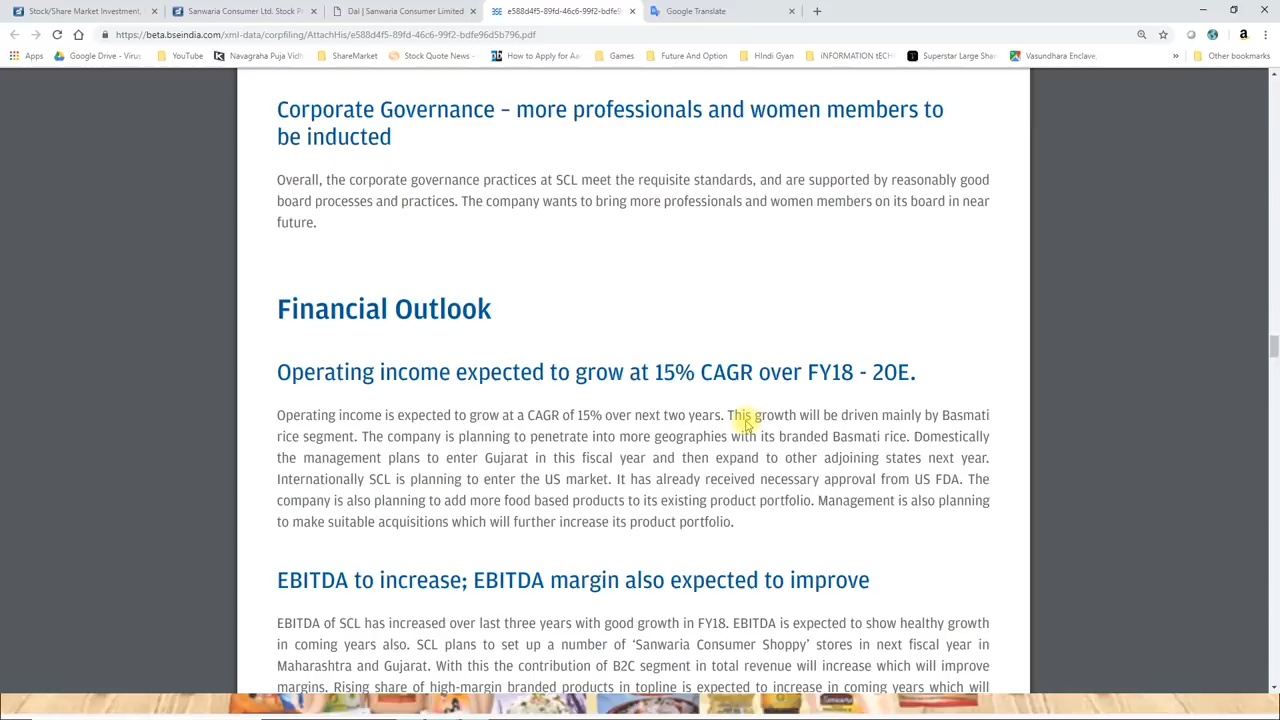 Stock/Share Market Investment,
Sanwaria Consumer Ltd. Stock P
Dal | Sanwaria Consumer Limited
e588d4f5-89fd-46c6-99f2-bdfe9
Google Translate
https://beta.bseindia.com/xml-data/corpfiling/AttachHis/e588d4f5-89fd-46c6-99f2-bdfe96d5b796.pdf
Apps
Google Drive - Virus
YouTube
Navagraha Puja Vidh
ShareMarket
Stock Quote News -
How to Apply for Aad
Games
Future And Option
HIndi Gyan
iNFORMATION tECH
Superstar Large Shar
Vasundhara Enclave,
»
Other bookmarks
Corporate Governance – more professionals and women members to
be inducted
Overall, the corporate governance practices at SCL meet the requisite standards, and are supported by reasonably good
board processes and practices. The company wants to bring more professionals and women members on its board in near
future.
Financial Outlook
Operating income expected to grow at 15% CAGR over FY18 - 20E.
Operating income is expected to grow at a CAGR of 15% over next two years. This growth will be driven mainly by Basmati
rice segment. The company is planning to penetrate into more geographies with its branded Basmati rice. Domestically
the management plans to enter Gujarat in this fiscal year and then expand to other adjoining states next year.
Internationally SCL is planning to enter the US market. It has already received necessary approval from US FDA. The
company is also planning to add more food based products to its existing product portfolio. Management is also planning
to make suitable acquisitions which will further increase its product portfolio.
EBITDA to increase; EBITDA margin also expected to improve
EBITDA of SCL has increased over last three years with good growth in FY18. EBITDA is expected to show healthy growth
in coming years also. SCL plans to set up a number of ‘Sanwaria Consumer Shoppy’ stores in next fiscal year in
Maharashtra and Gujarat. With this the contribution of B2C segment in total revenue will increase which will improve
margins. Rising share of high-margin branded products in topline is expected to increase in coming years which will